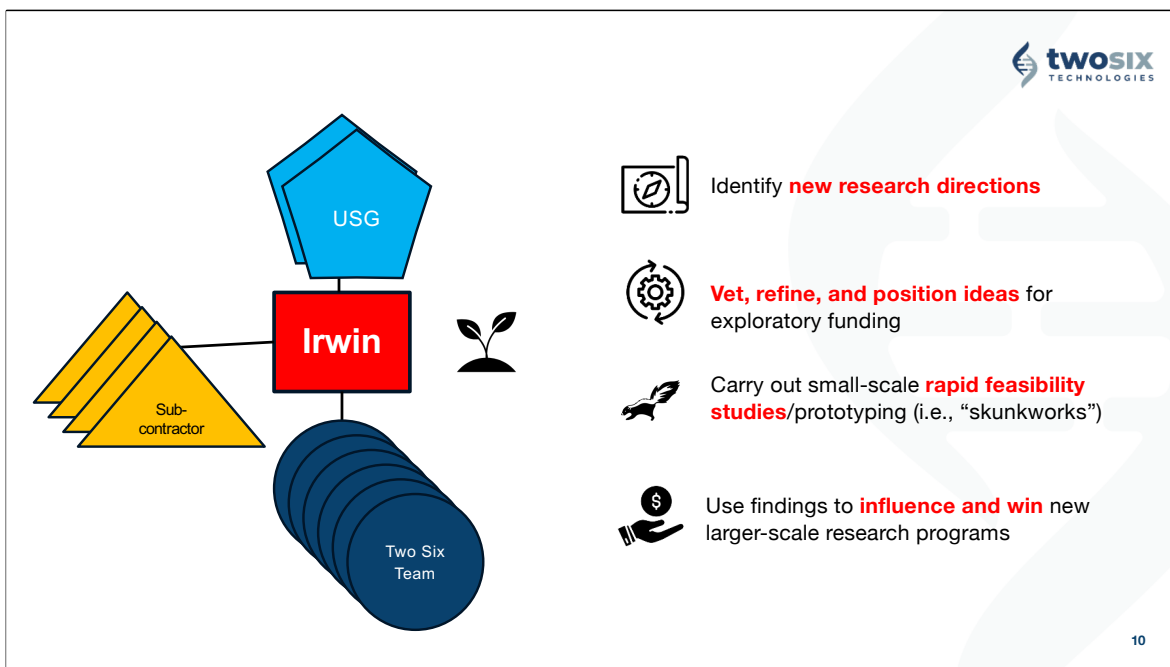 twosix
TECHNOLOGIES
USG
Irwin
Sub-
contractor
Two Six
Team
Identify new research directions
Vet, refine, and position ideas for
exploratory funding
Carry out small-scale rapid feasibility
studies/prototyping (i.e., “skunkworks”)
$
Use findings to influence and win new
larger-scale research programs
10